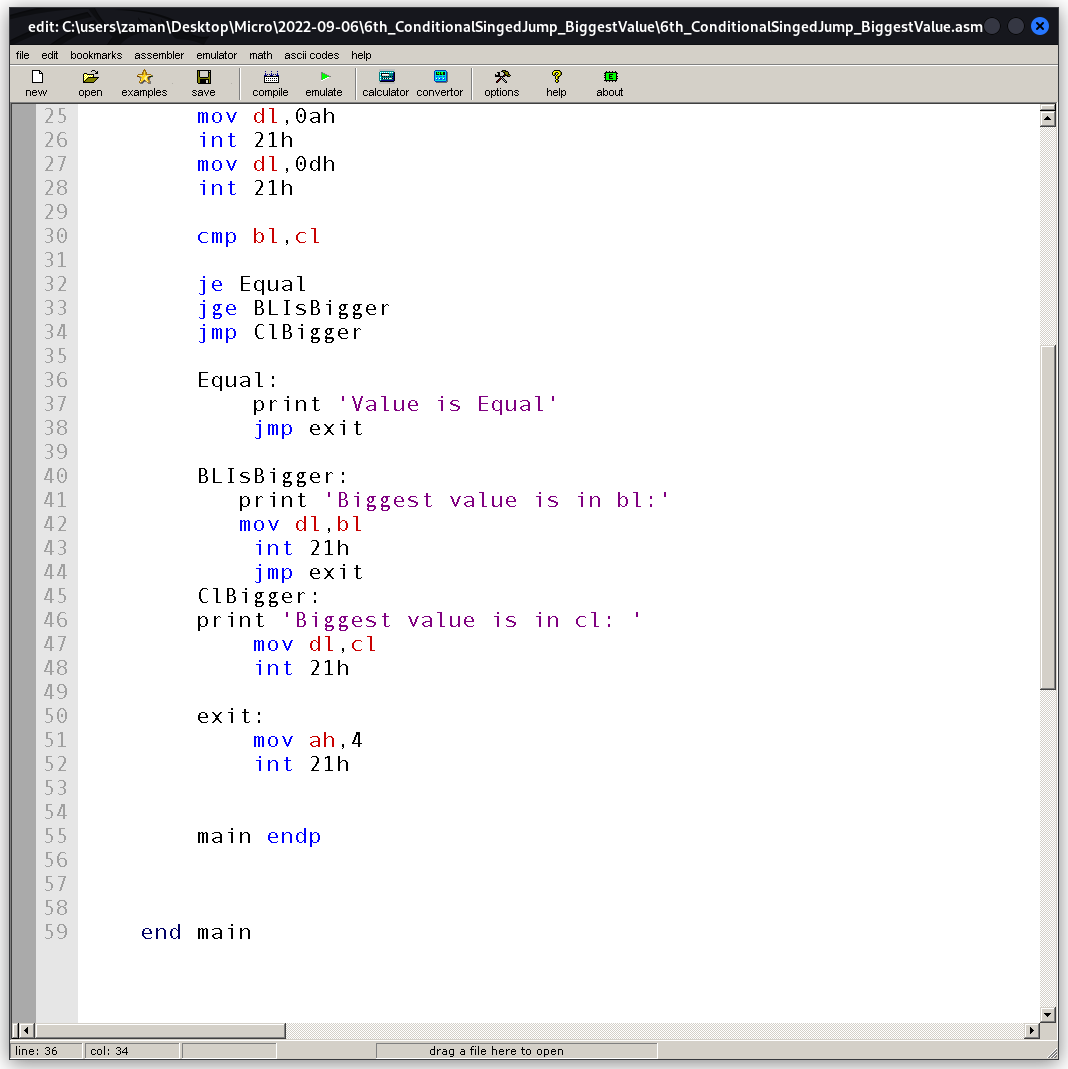 edit: C:\users\zaman\Desktop\Micro\2022-09-06\6th_ConditionalSingedJump_BiggestValue\6th_ConditionalSingedJump_BiggestValue.asm
file edit bookmarks assembler emulator math ascii codes help
new open examples save compile emulate calculator convertor options help about
25 mov dl,0ah
26 int 21h
27 mov dl,0dh
28 int 21h
29
30 cmp bl,cl
31
32 je Equal
33 jge BLIsBigger
34 jmp ClBigger
35
36 Equal:
37 print 'Value is Equal'
38 jmp exit
39
40 BLIsBigger:
41 print 'Biggest value is in bl:'
42 mov dl,bl
43 int 21h
44 jmp exit
45 ClBigger:
46 print 'Biggest value is in cl: '
47 mov dl,cl
48 int 21h
49
50 exit:
51 mov ah,4
52 int 21h
53
54
55 main endp
56
57
58
59 end main
line: 36 col: 34 drag a file here to open